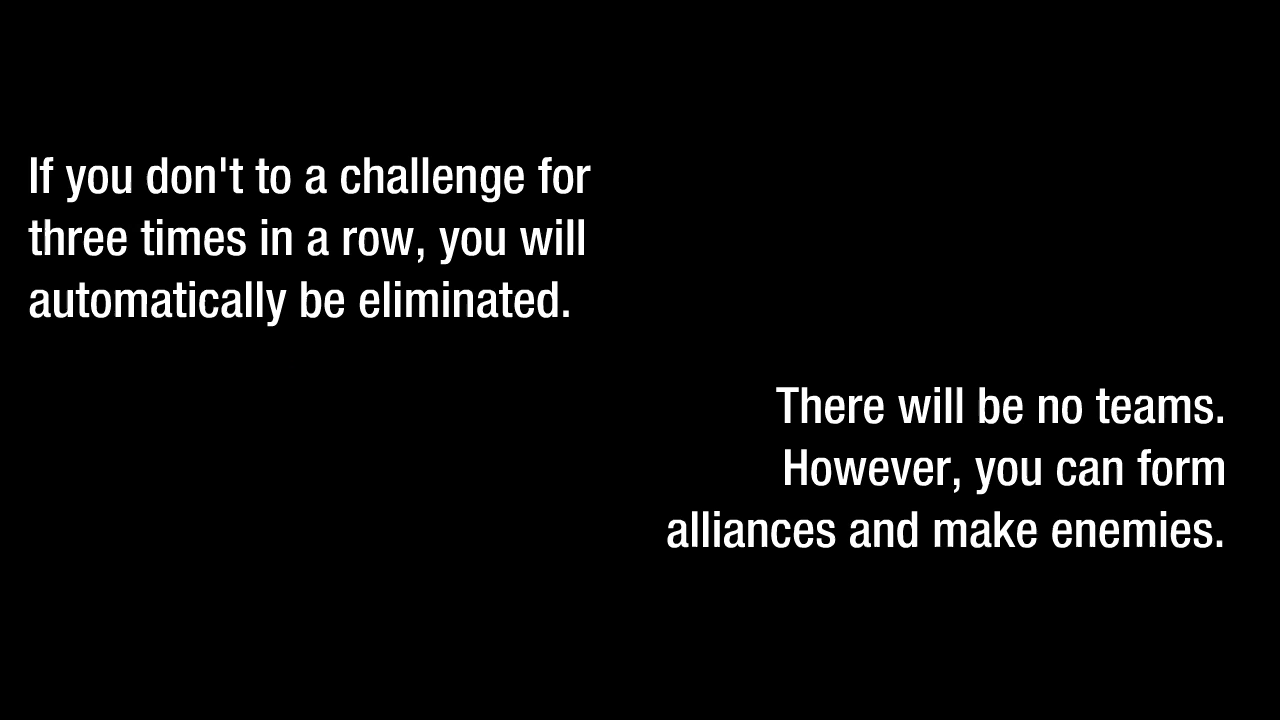 If you don't to a challenge for
three times in a row, you will
automatically be eliminated.
There will be no teams.
However, you can form
alliances and make enemies.